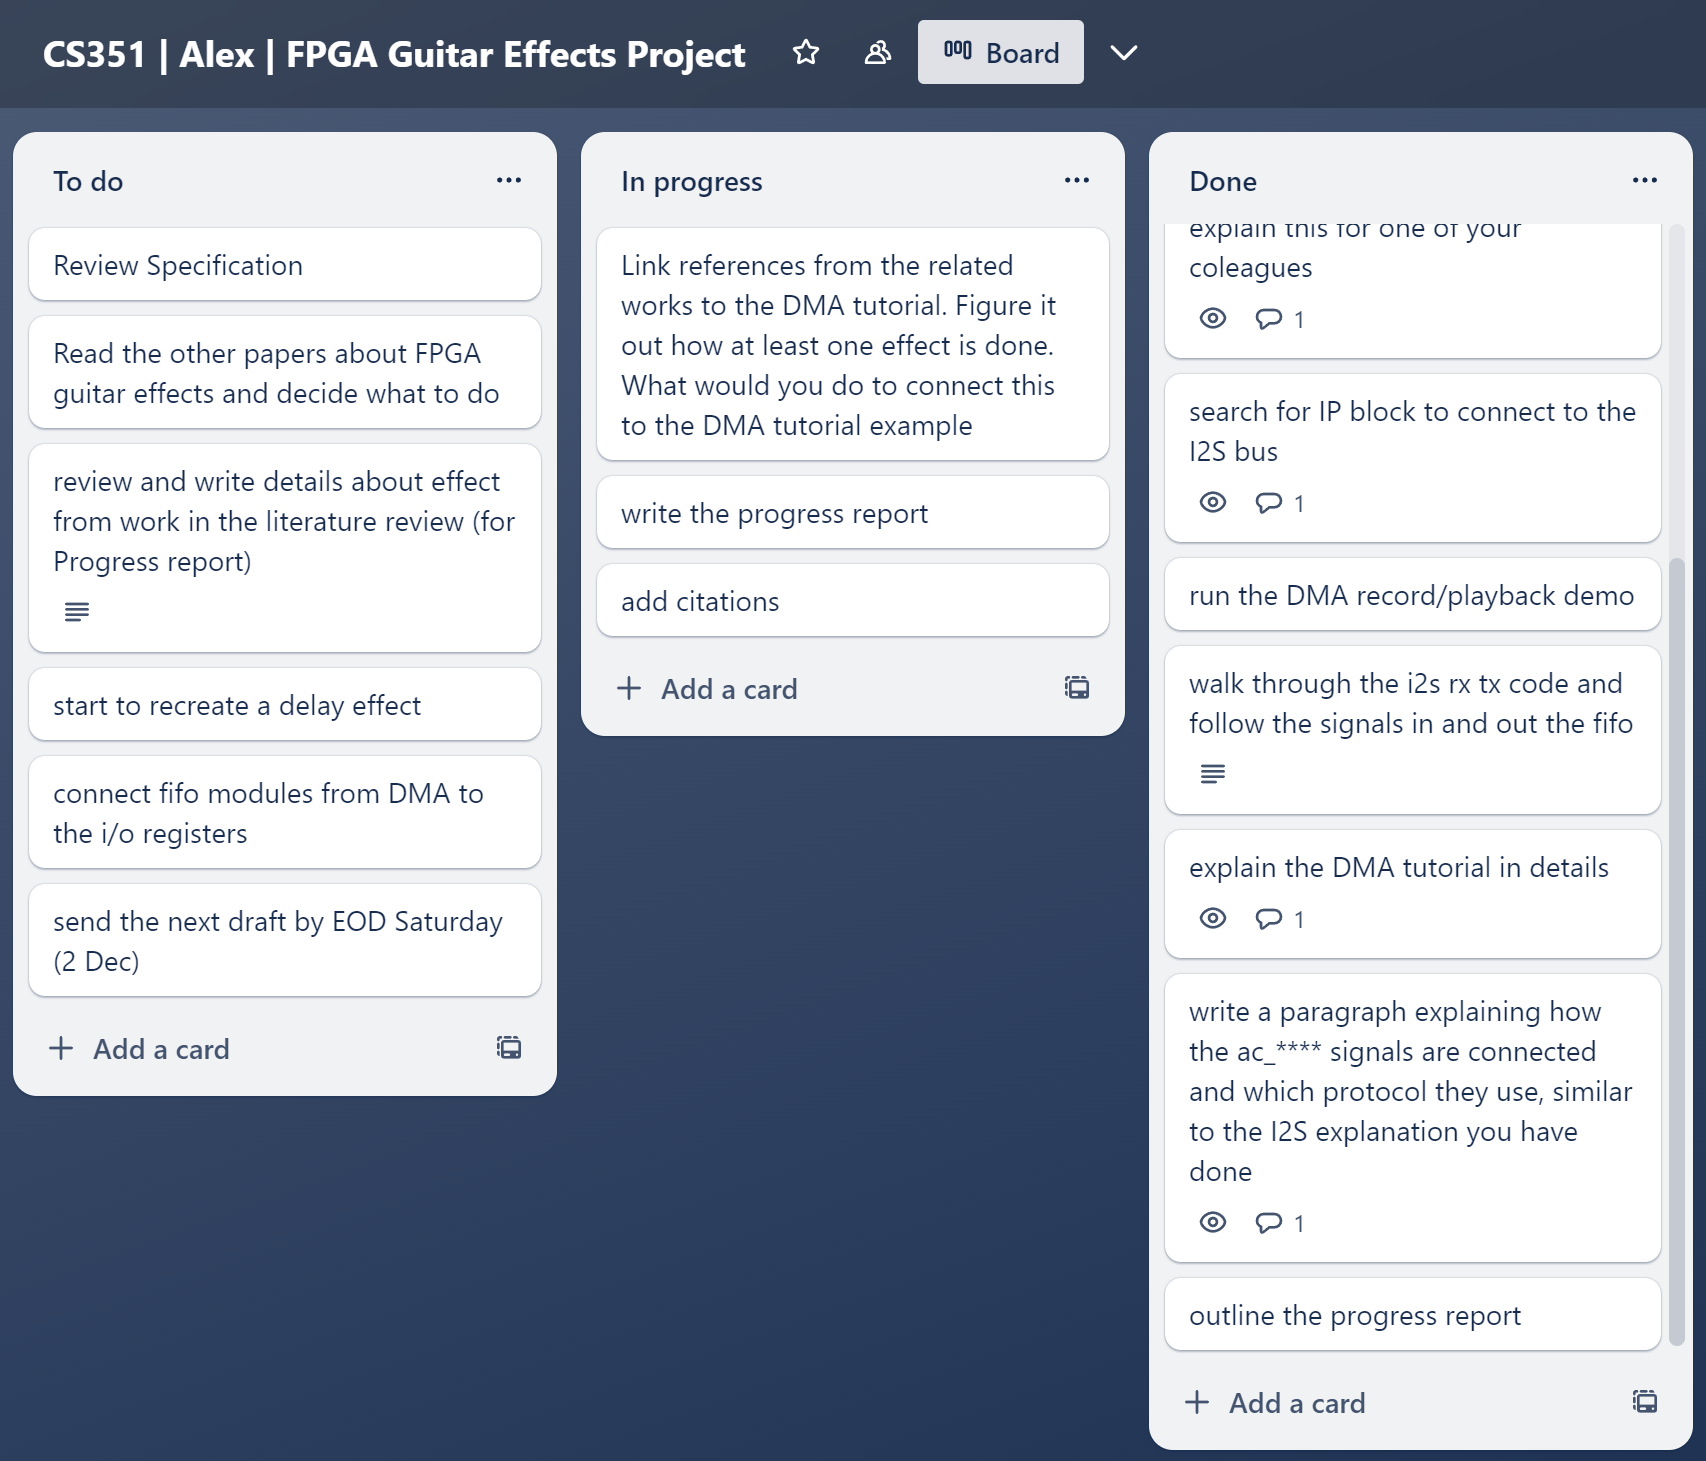 CS351 | Alex | FPGA Guitar Effects Project
Board
To do
Review Specification
Read the other papers about FPGA
guitar effects and decide what to do
review and write details about effect
from work in the literature review (for
Progress report)
start to recreate a delay effect
connect fifo modules from DMA to
the i/o registers
send the next draft by EOD Saturday
(2 Dec)
Add a card
In progress
Link references from the related
works to the DMA tutorial. Figure it
out how at least one effect is done.
What would you do to connect this
to the DMA tutorial example
write the progress report
add citations
Add a card
Done
explain this for one of your
coleagues
1
search for IP block to connect to the
I2S bus
1
run the DMA record/playback demo
walk through the i2s rx tx code and
follow the signals in and out the fifo
explain the DMA tutorial in details
1
write a paragraph explaining how
the ac_**** signals are connected
and which protocol they use, similar
to the I2S explanation you have
done
1
outline the progress report
Add a card